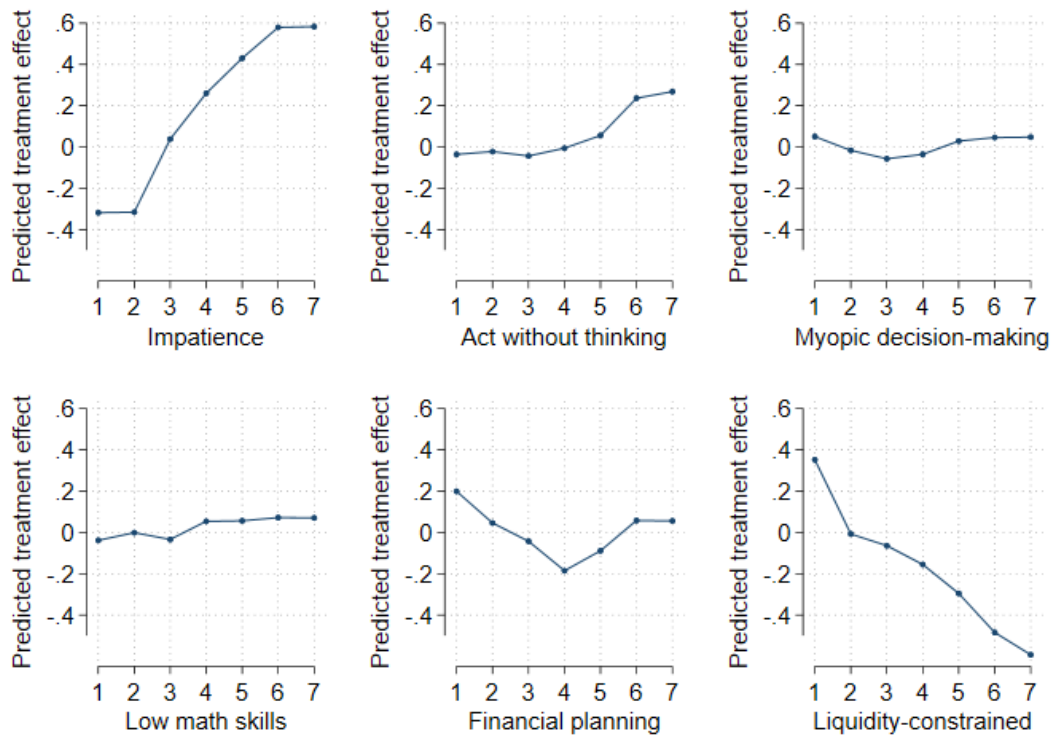 Predicted treatment effect
.6
.4
.2
0
-.2
-.4
1 2 3 4 5 6 7
Impatience
Predicted treatment effect
.6
.4
.2
0
-.2
-.4
1 2 3 4 5 6 7
Act without thinking
Predicted treatment effect
.6
.4
.2
0
-.2
-.4
1 2 3 4 5 6 7
Myopic decision-making
Predicted treatment effect
.6
.4
.2
0
-.2
-.4
1 2 3 4 5 6 7
Low math skills
Predicted treatment effect
.6
.4
.2
0
-.2
-.4
1 2 3 4 5 6 7
Financial planning
Predicted treatment effect
.6
.4
.2
0
-.2
-.4
1 2 3 4 5 6 7
Liquidity-constrained